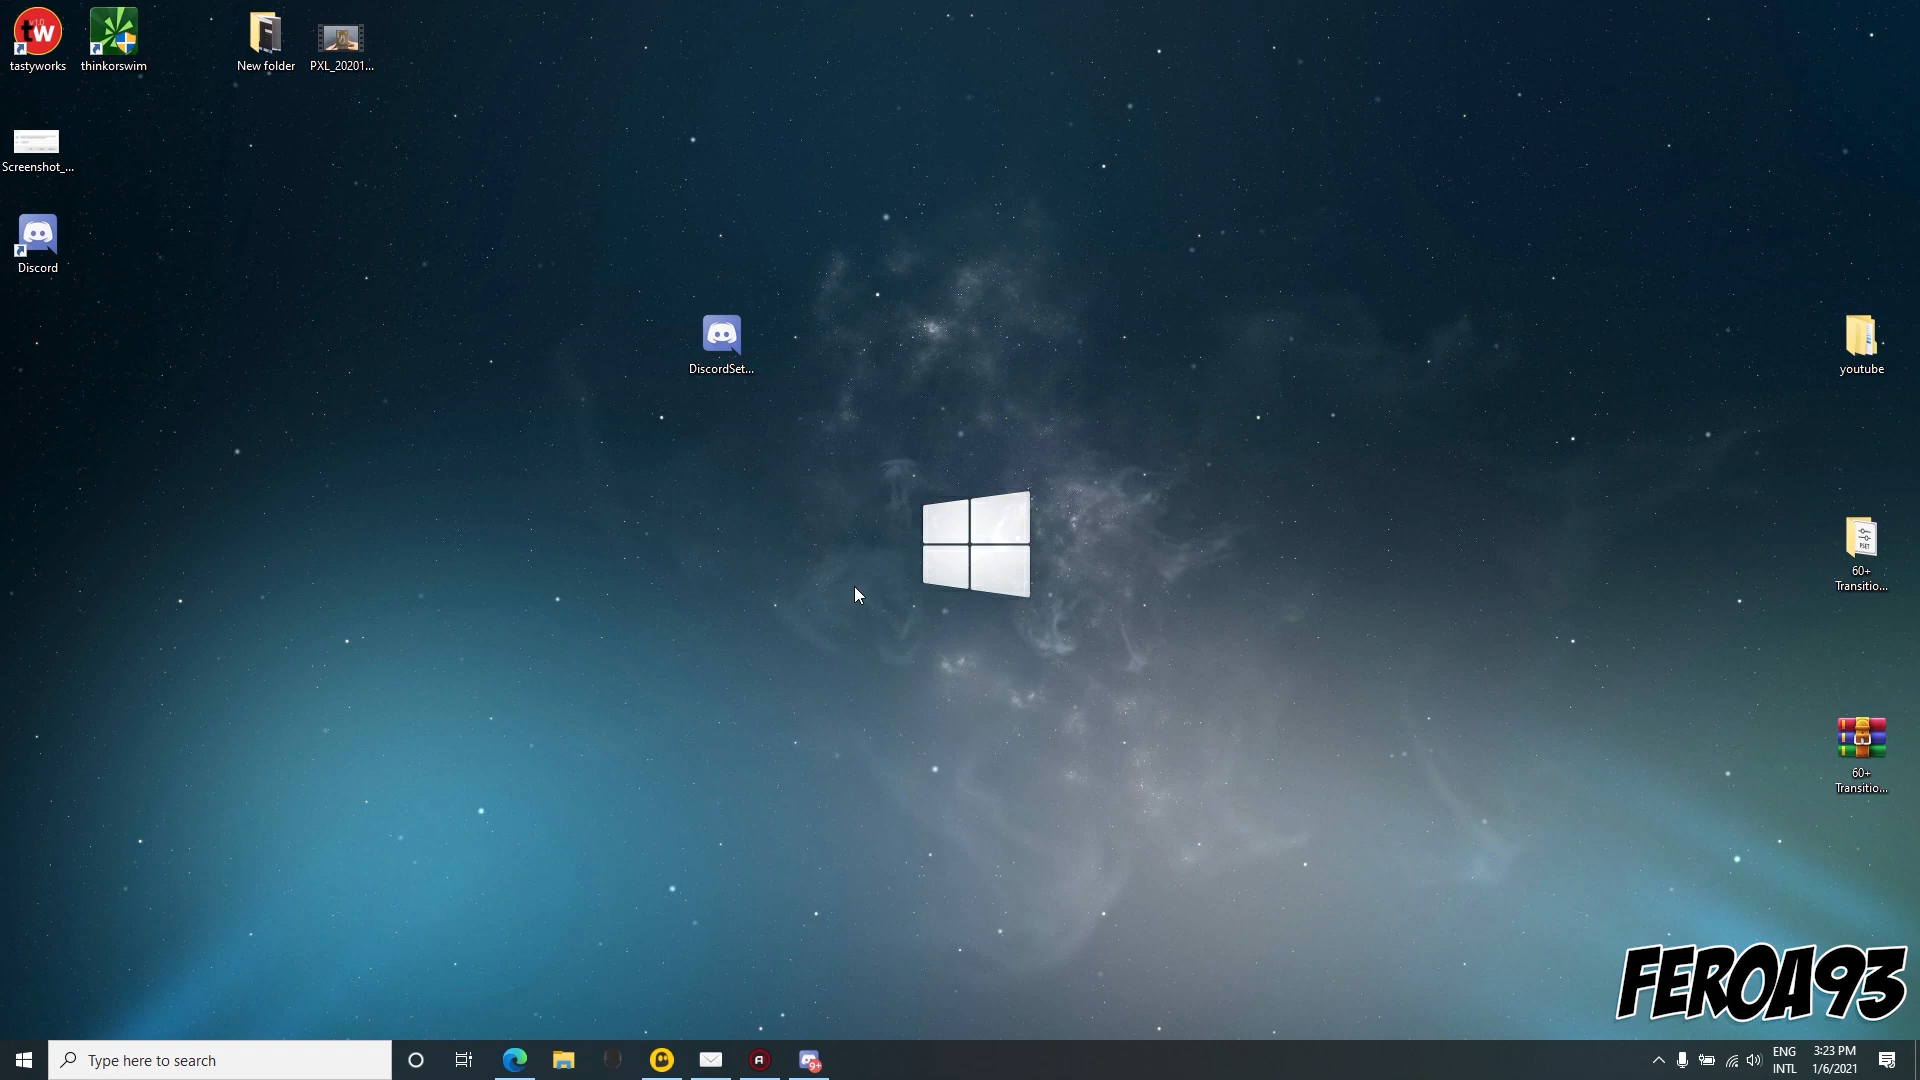 tastyworks
thinkorswim
New folder
PXL_20201...
Screenshot_...
Discord
DiscordSet...
youtube
60+
Transitio...
60+
Transitio...
FEROA93
Type here to search
9+
ENG
INTL
3:23 PM
1/6/2021